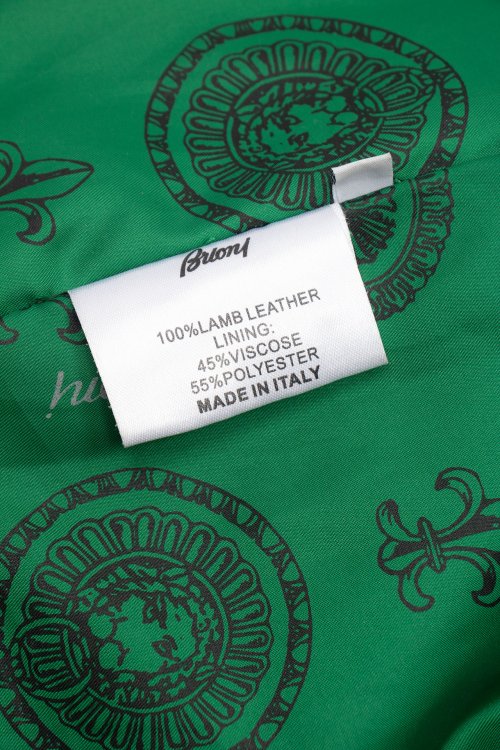 Brioni
100%LAMB LEATHER
LINING:
45%VISCOSE
55%POLYESTER
MADE IN ITALY